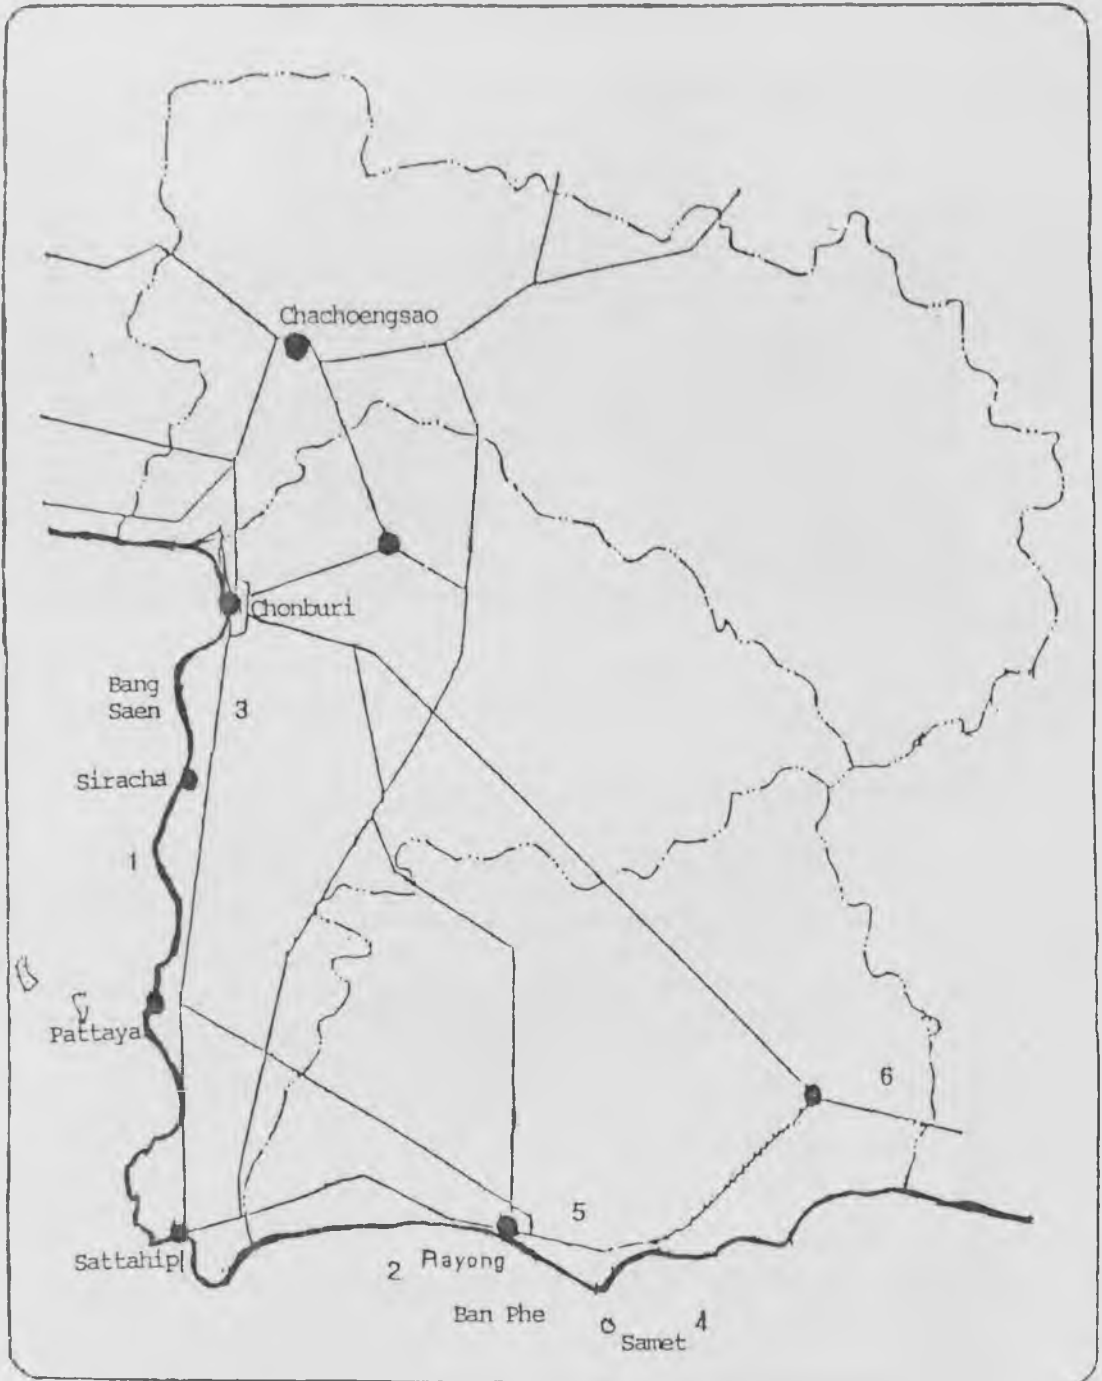 Chachoengsao
Chonburi
Bang
Saen
3
Siracha
1
Pattaya
6
5
Sattahip
2
Rayong
Ban Phe
4
Samet